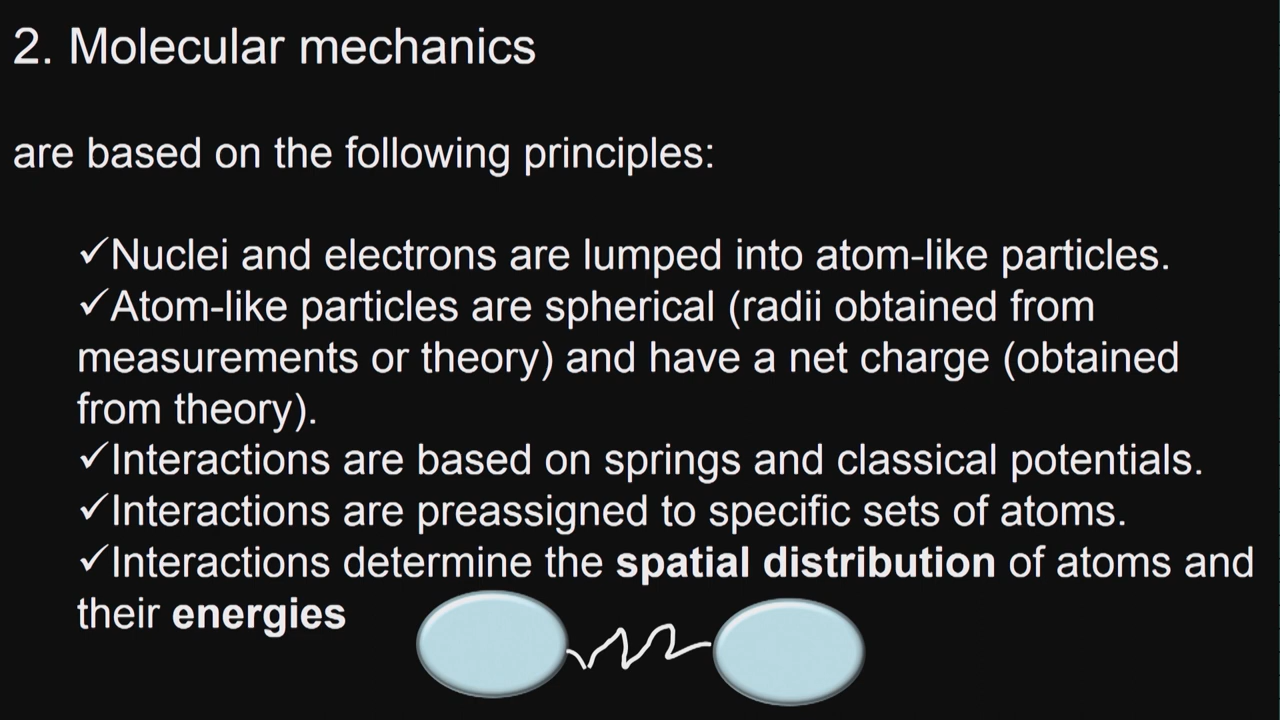 2. Molecular mechanics
are based on the following principles:
✓Nuclei and electrons are lumped into atom-like particles.
✓Atom-like particles are spherical (radii obtained from
measurements or theory) and have a net charge (obtained
from theory).
✓Interactions are based on springs and classical potentials.
✓Interactions are preassigned to specific sets of atoms.
✓Interactions determine the spatial distribution of atoms and
their energies